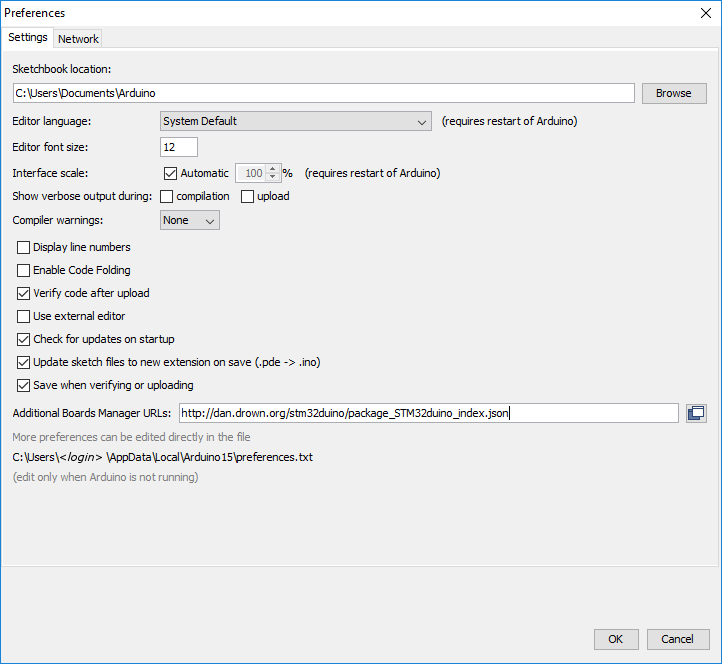 Preferences
Settings Network
Sketchbook location:
C:\Users\Documents\Arduino Browse
Editor language: System Default (requires restart of Arduino)
Editor font size: 12
Interface scale: Automatic 100 % (requires restart of Arduino)
Show verbose output during: compilation upload
Compiler warnings: None
Display line numbers
Enable Code Folding
Verify code after upload
Use external editor
Check for updates on startup
Update sketch files to new extension on save (.pde -> .ino)
Save when verifying or uploading
Additional Boards Manager URLs: http://dan.drown.org/stm32duino/package_STM32duino_index.json
More preferences can be edited directly in the file
C:\Users\<login> \AppData\Local\Arduino15\preferences.txt
(edit only when Arduino is not running)
OK Cancel